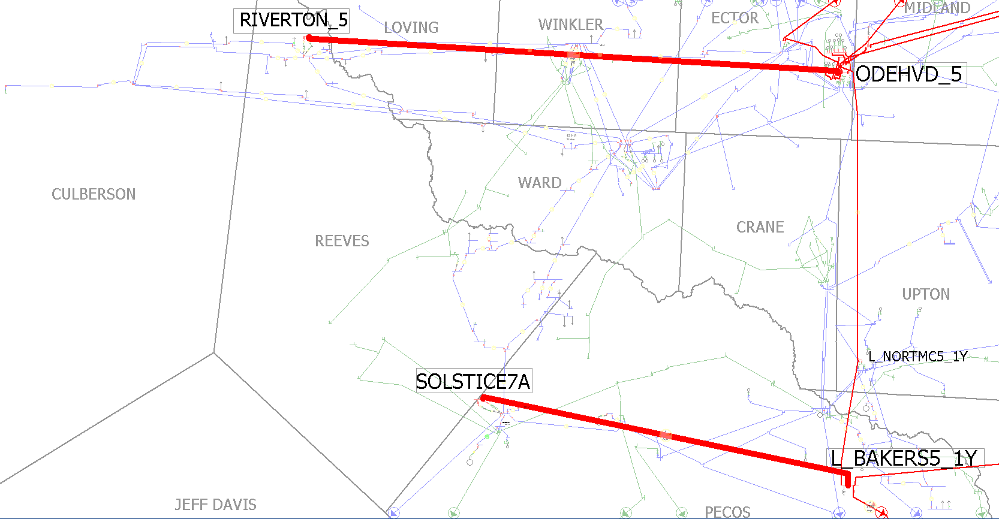 MIDLAND
RIVERTON_5
LOVING
WINKLER
ECTOR
ODEHVD_5
CULBERSON
WARD
REEVES
CRANE
UPTON
L_NORTMC5_1Y
SOLSTICE7A
L_BAKERS5_1Y
JEFF DAVIS
PECOS